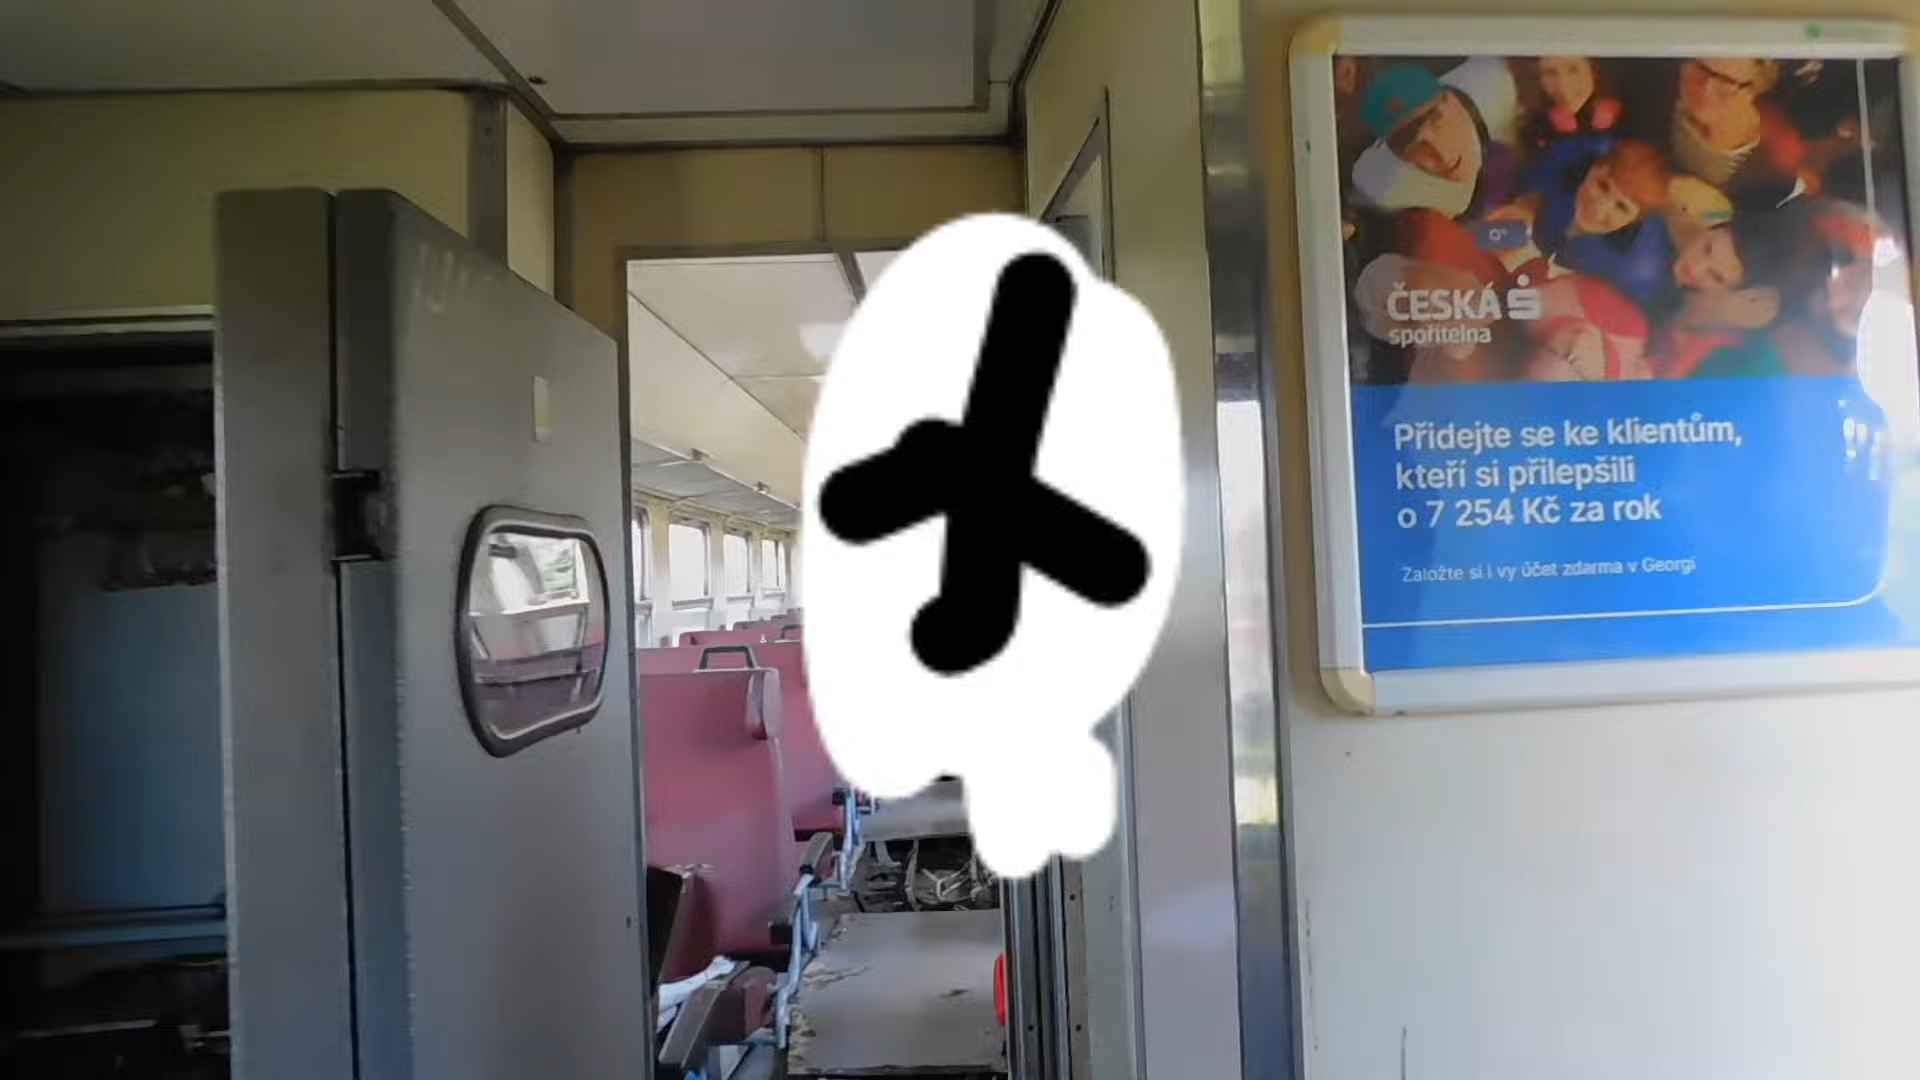 ČESKÁ
spořitelna
Přidejte se ke klientům,
kteří si přilepšili
o 7 254 Kč za rok
Založte si i vy účet zdarma v Georgi